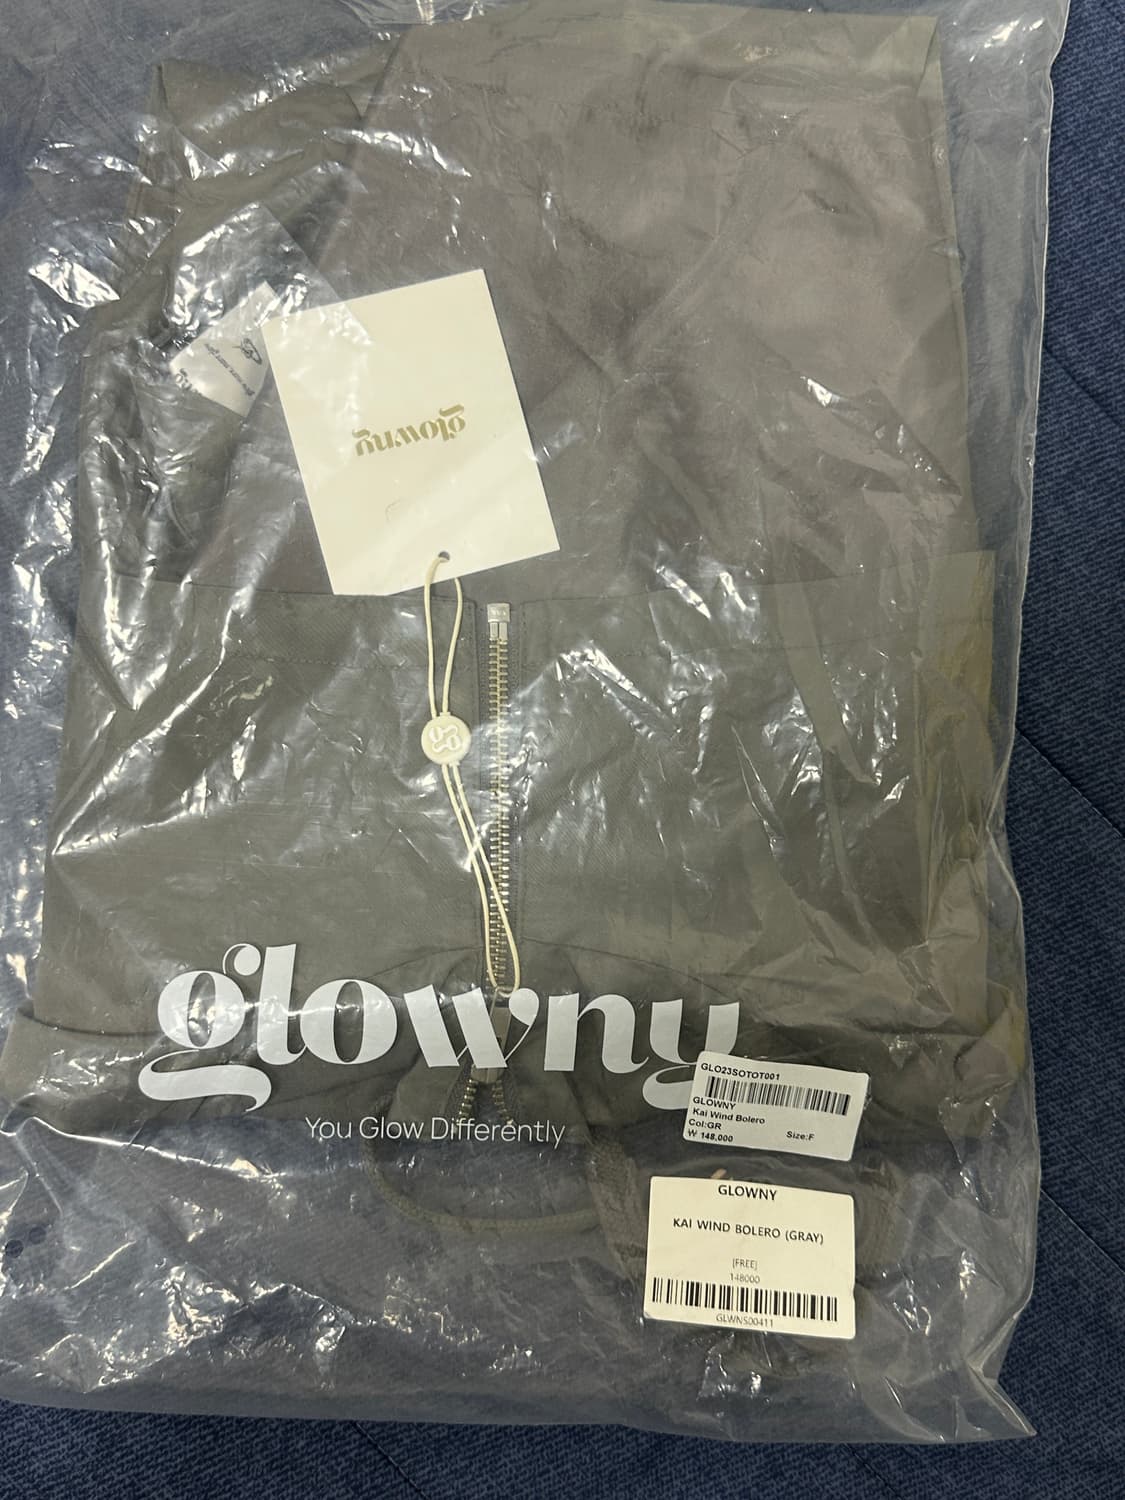 glowny
glowny
You Glow Differently
GLO23SOTOT001
GLOWNY
Kai Wind Bolero
Col:GR
₩ 148,000 Size:F
GLOWNY
KAI WIND BOLERO (GRAY)
[FREE]
148000
GLWNS00411